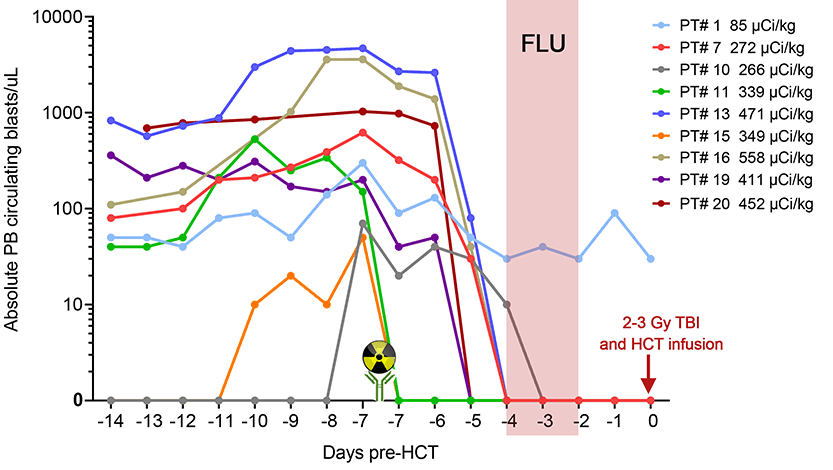 10000
1000
100
10
0
Absolute PB circulating blasts/uL
FLU
PT# 1 85 µCi/kg
PT# 7 272 µCi/kg
PT# 10 266 µCi/kg
PT# 11 339 µCi/kg
PT# 13 471 µCi/kg
PT# 15 349 µCi/kg
PT# 16 558 µCi/kg
PT# 19 411 µCi/kg
PT# 20 452 µCi/kg
2-3 Gy TBI
and HCT infusion
-14 -13 -12 -11 -10 -9 -8 -7 -7 -6 -5 -4 -3 -2 -1 0
Days pre-HCT